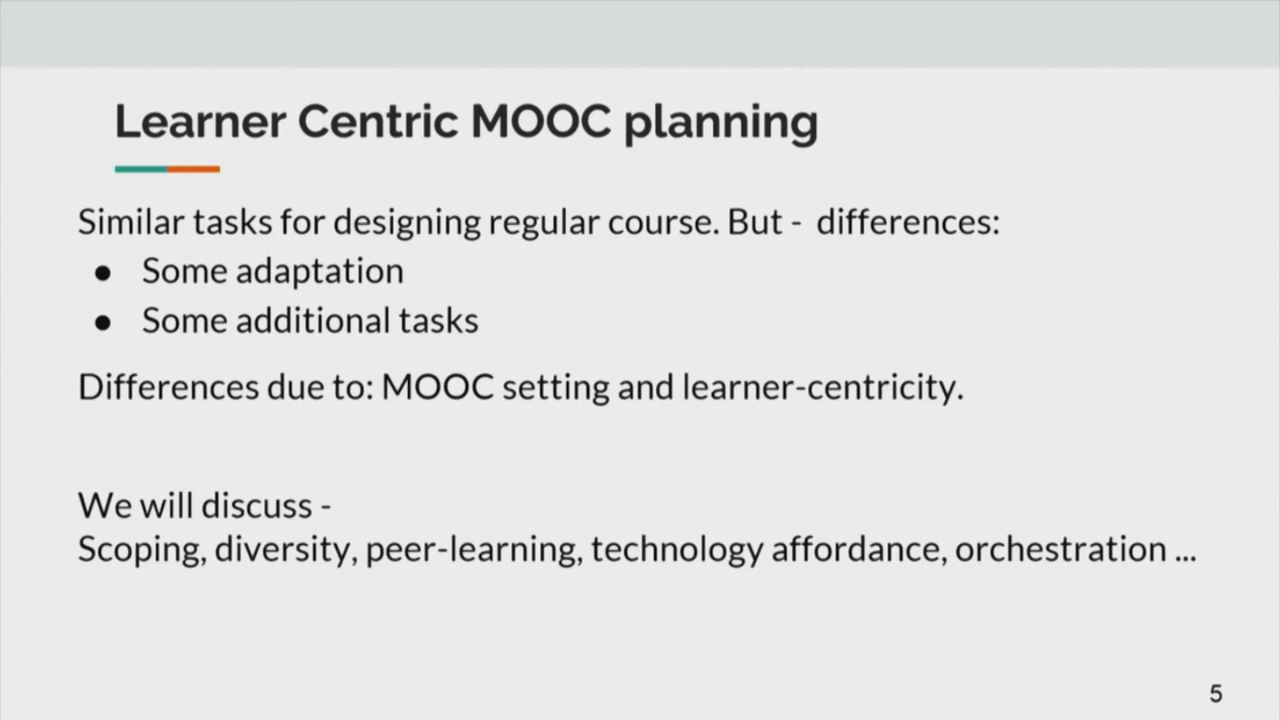 Learner Centric MOOC planning
Similar tasks for designing regular course. But - differences:
● Some adaptation
● Some additional tasks
Differences due to: MOOC setting and learner-centricity.
We will discuss -
Scoping, diversity, peer-learning, technology affordance, orchestration ...
5